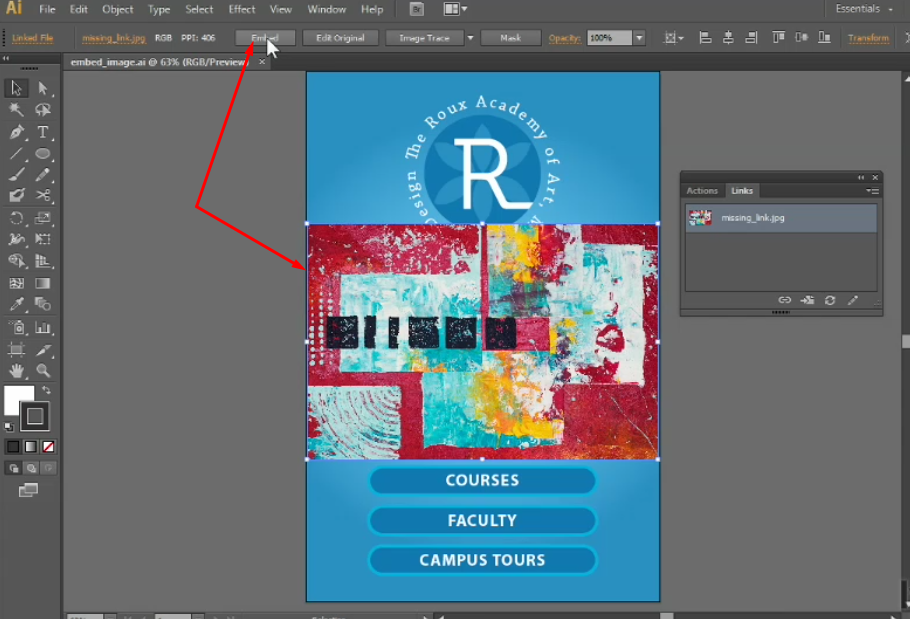 Ai File Edit Object Type Select Effect View Window Help Br Essentials
Linked File missing_link.jpg RGB PPI: 406 Embed Edit Original Image Trace Mask Opacity: 100% Transform
embed_image.ai @ 63% (RGB/Preview) ×
Design The Roux Academy of Art, M
R
Actions Links
missing_link.jpg
COURSES
FACULTY
CAMPUS TOURS